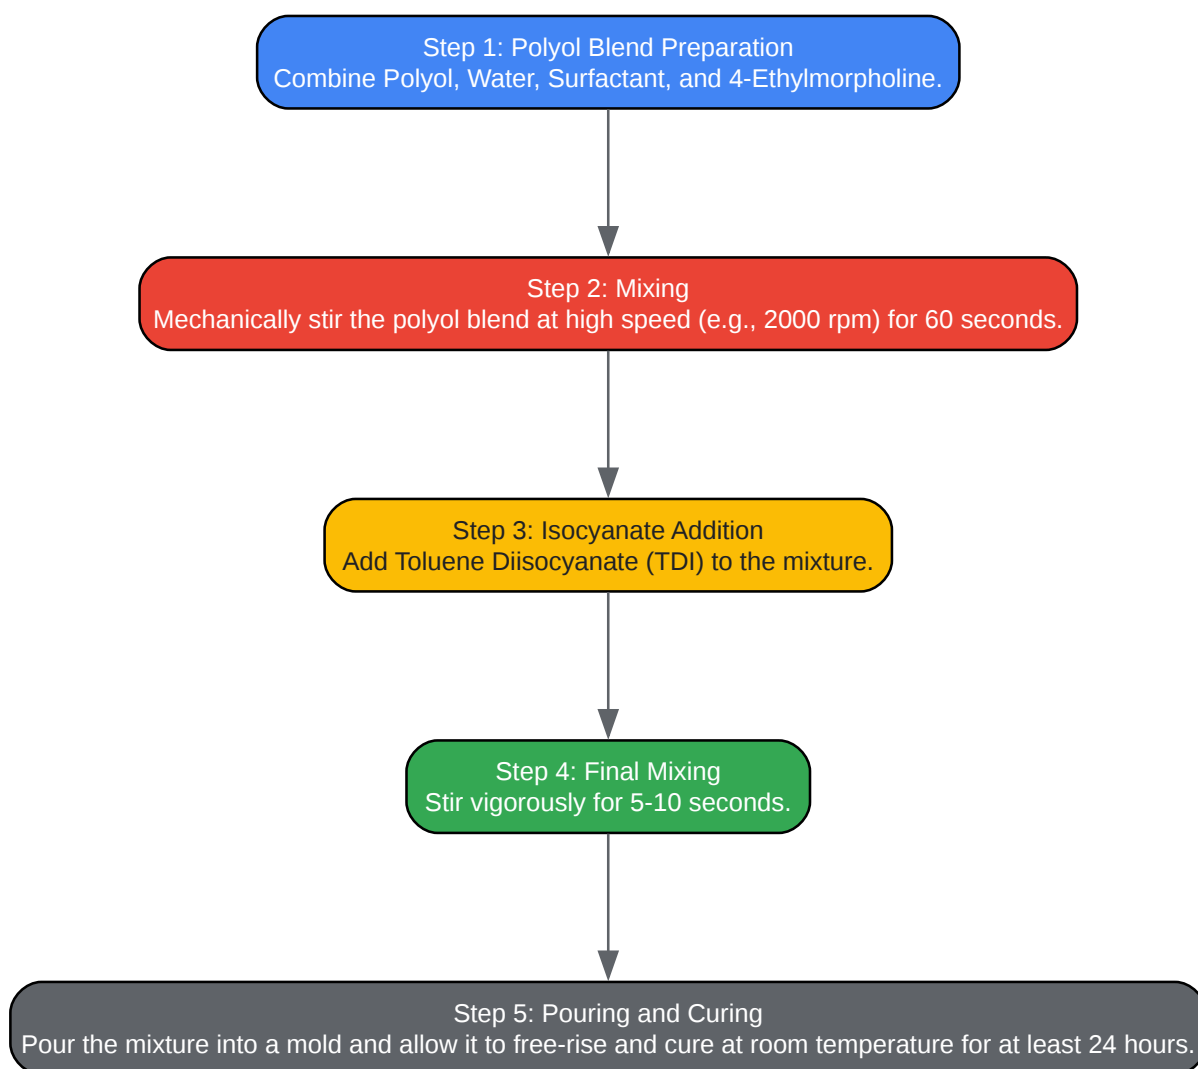 Step 1: Polyol Blend Preparation
Combine Polyol, Water, Surfactant, and 4-Ethylmorpholine.
Step 2: Mixing
Mechanically stir the polyol blend at high speed (e.g., 2000 rpm) for 60 seconds.
Step 3: Isocyanate Addition
Add Toluene Diisocyanate (TDI) to the mixture.
Step 4: Final Mixing
Stir vigorously for 5-10 seconds.
Step 5: Pouring and Curing
Pour the mixture into a mold and allow it to free-rise and cure at room temperature for at least 24 hours.